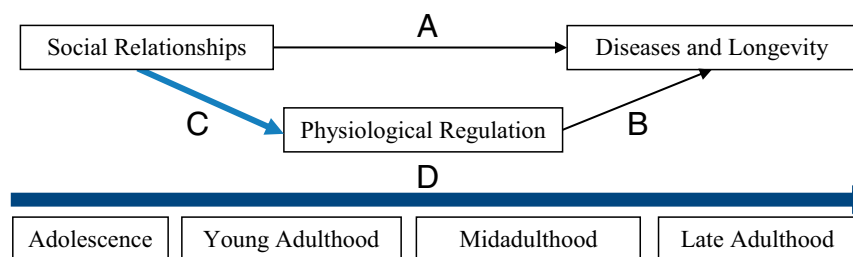 A
Social Relationships
Diseases and Longevity
C
Physiological Regulation
B
D
Adolescence
Young Adulthood
Midadulthood
Late Adulthood